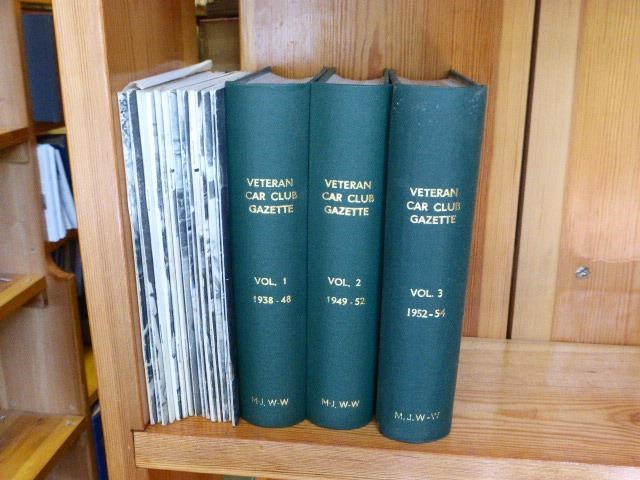 VETERAN
CAR CLUB
GAZETTE
VOL. 1
1938-48
M.J. W-W
VETERAN
CAR CLUB
GAZETTE
VOL. 2
1949-52
M.J. W-W
VETERAN
CAR CLUB
GAZETTE
VOL. 3
1952-54
M.J. W-W